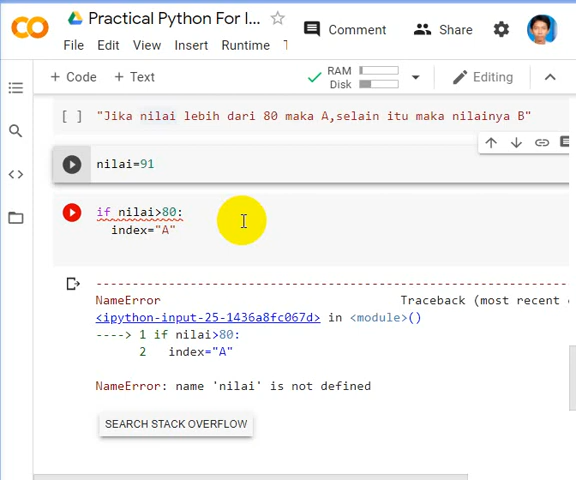 Practical Python For I...
Comment
Share
File Edit View Insert Runtime
+ Code + Text
RAM
Disk
Editing
[ ] "Jika nilai lebih dari 80 maka A,selain itu maka nilainya B"
nilai=91
if nilai>80:
index="A"
---------------------------------------------------------------------------
NameError Traceback (most recent c
<ipython-input-25-1436a8fc067d> in <module>()
----> 1 if nilai>80:
2 index="A"
NameError: name 'nilai' is not defined
SEARCH STACK OVERFLOW